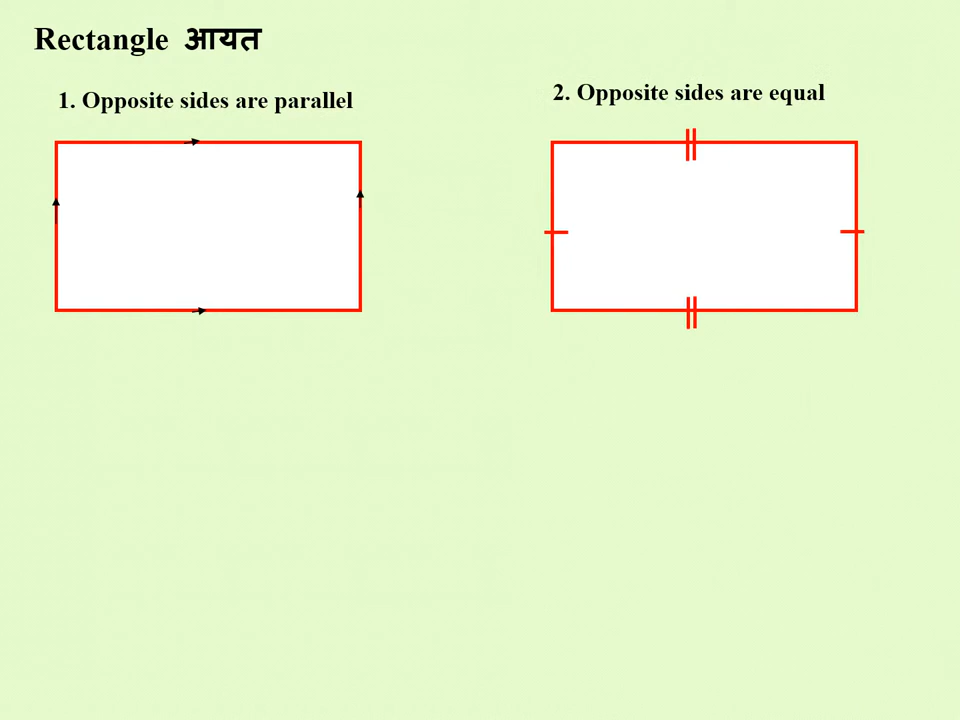 Rectangle आयत
1. Opposite sides are parallel
2. Opposite sides are equal